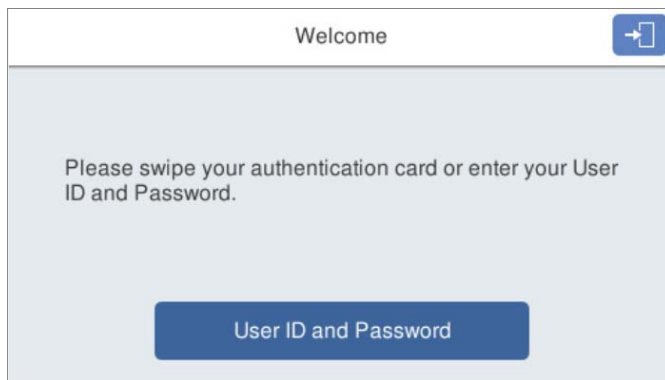 Welcome
Please swipe your authentication card or enter your User
ID and Password.
User ID and Password